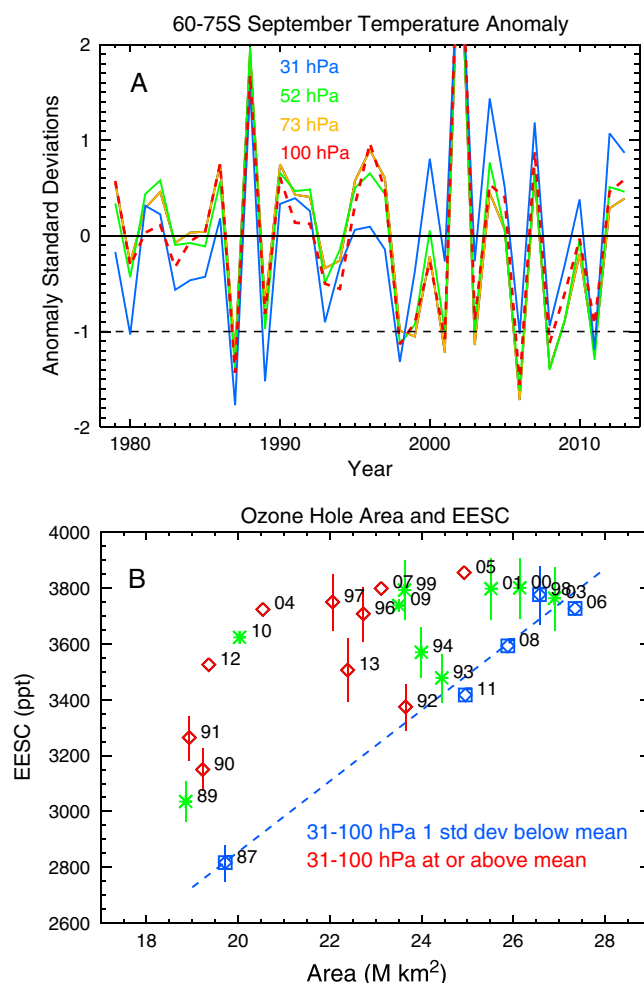 60-75S September Temperature Anomaly
A
31 hPa
52 hPa
73 hPa
100 hPa
2
1
0
-1
-2
Anomaly Standard Deviations
1980 1990 2000 2010
Year
Ozone Hole Area and EESC
B
4000
3800
3600
3400
3200
3000
2800
2600
EESC (ppt)
05
07
97
99
01
00
98
03
06
04
96
09
10
94
08
12
13
93
11
92
91
90
89
87
31-100 hPa 1 std dev below mean
31-100 hPa at or above mean
18 20 22 24 26 28
Area (M km²)